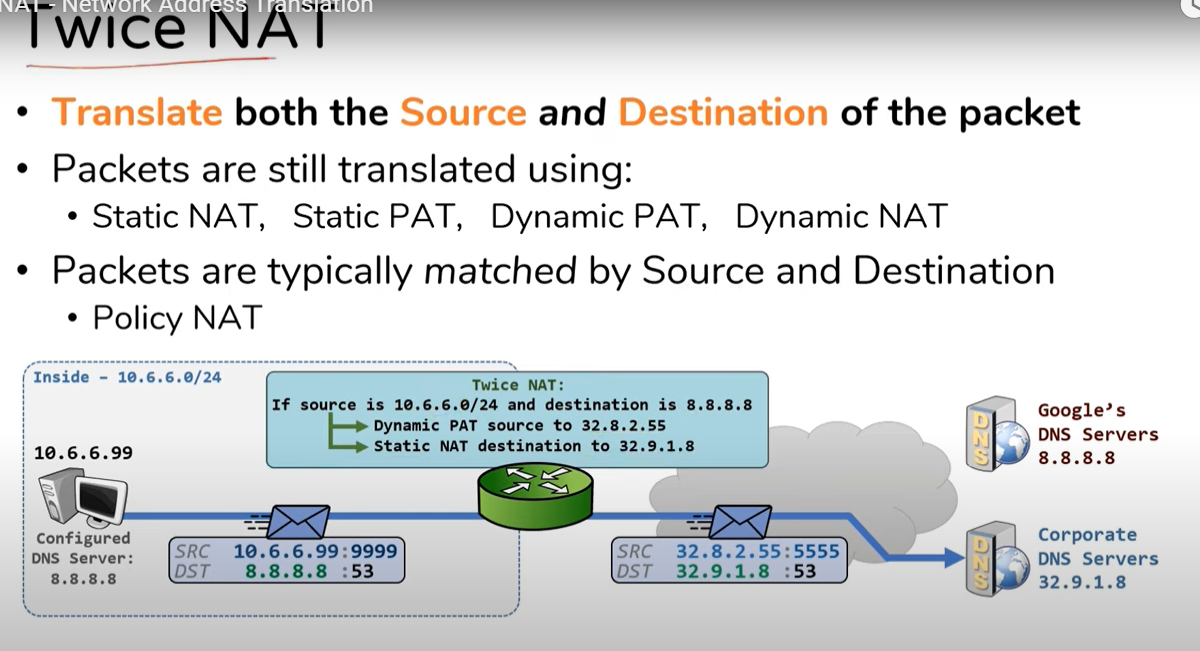 NAT - Network Address Translation
Twice NAT
• Translate both the Source and Destination of the packet
• Packets are still translated using:
• Static NAT, Static PAT, Dynamic PAT, Dynamic NAT
• Packets are typically matched by Source and Destination
• Policy NAT
Inside - 10.6.6.0/24
Twice NAT:
If source is 10.6.6.0/24 and destination is 8.8.8.8
Dynamic PAT source to 32.8.2.55
Static NAT destination to 32.9.1.8
10.6.6.99
Configured
DNS Server:
8.8.8.8
SRC 10.6.6.99:9999
DST 8.8.8.8 :53
SRC 32.8.2.55:5555
DST 32.9.1.8 :53
DNS
Google's
DNS Servers
8.8.8.8
DNS
Corporate
DNS Servers
32.9.1.8